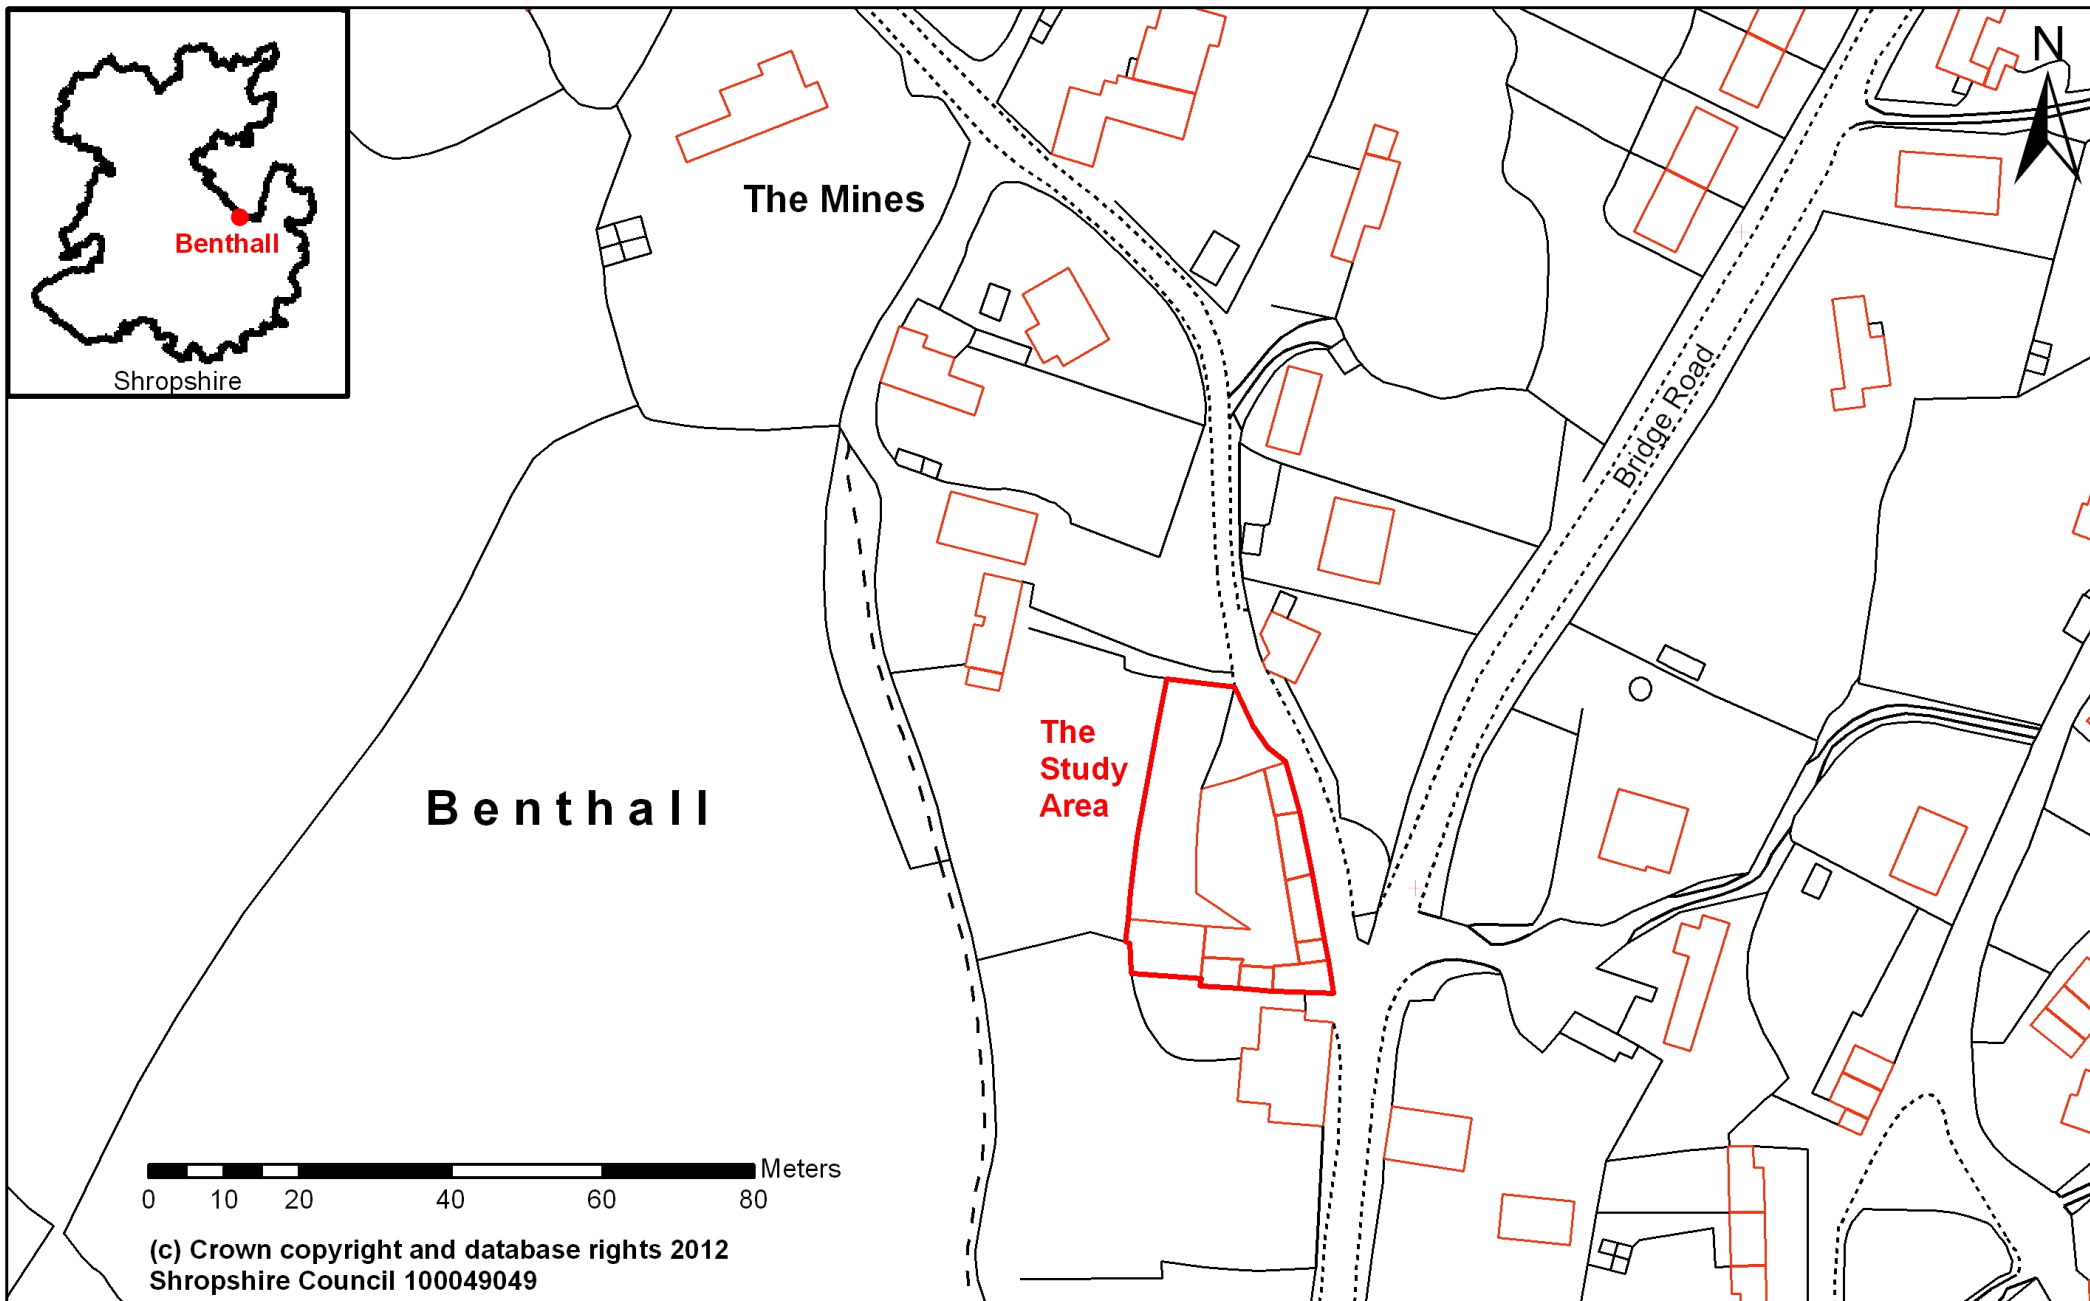 Benthall
Shropshire
The Mines
N
Bridge Road
The
Study
Area
Benthall
Meters
0 10 20 40 60 80
(c) Crown copyright and database rights 2012
Shropshire Council 100049049